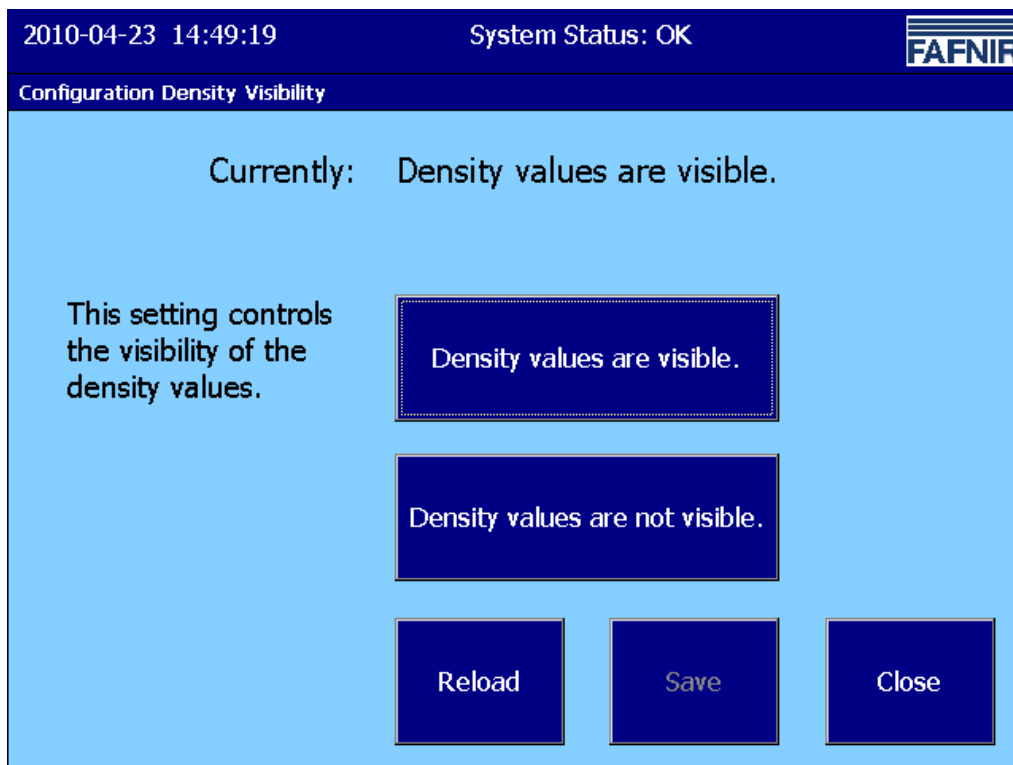 2010-04-23 14:49:19 System Status: OK FAFNIR
Configuration Density Visibility
Currently: Density values are visible.
This setting controls
the visibility of the
density values.
Density values are visible.
Density values are not visible.
Reload Save Close